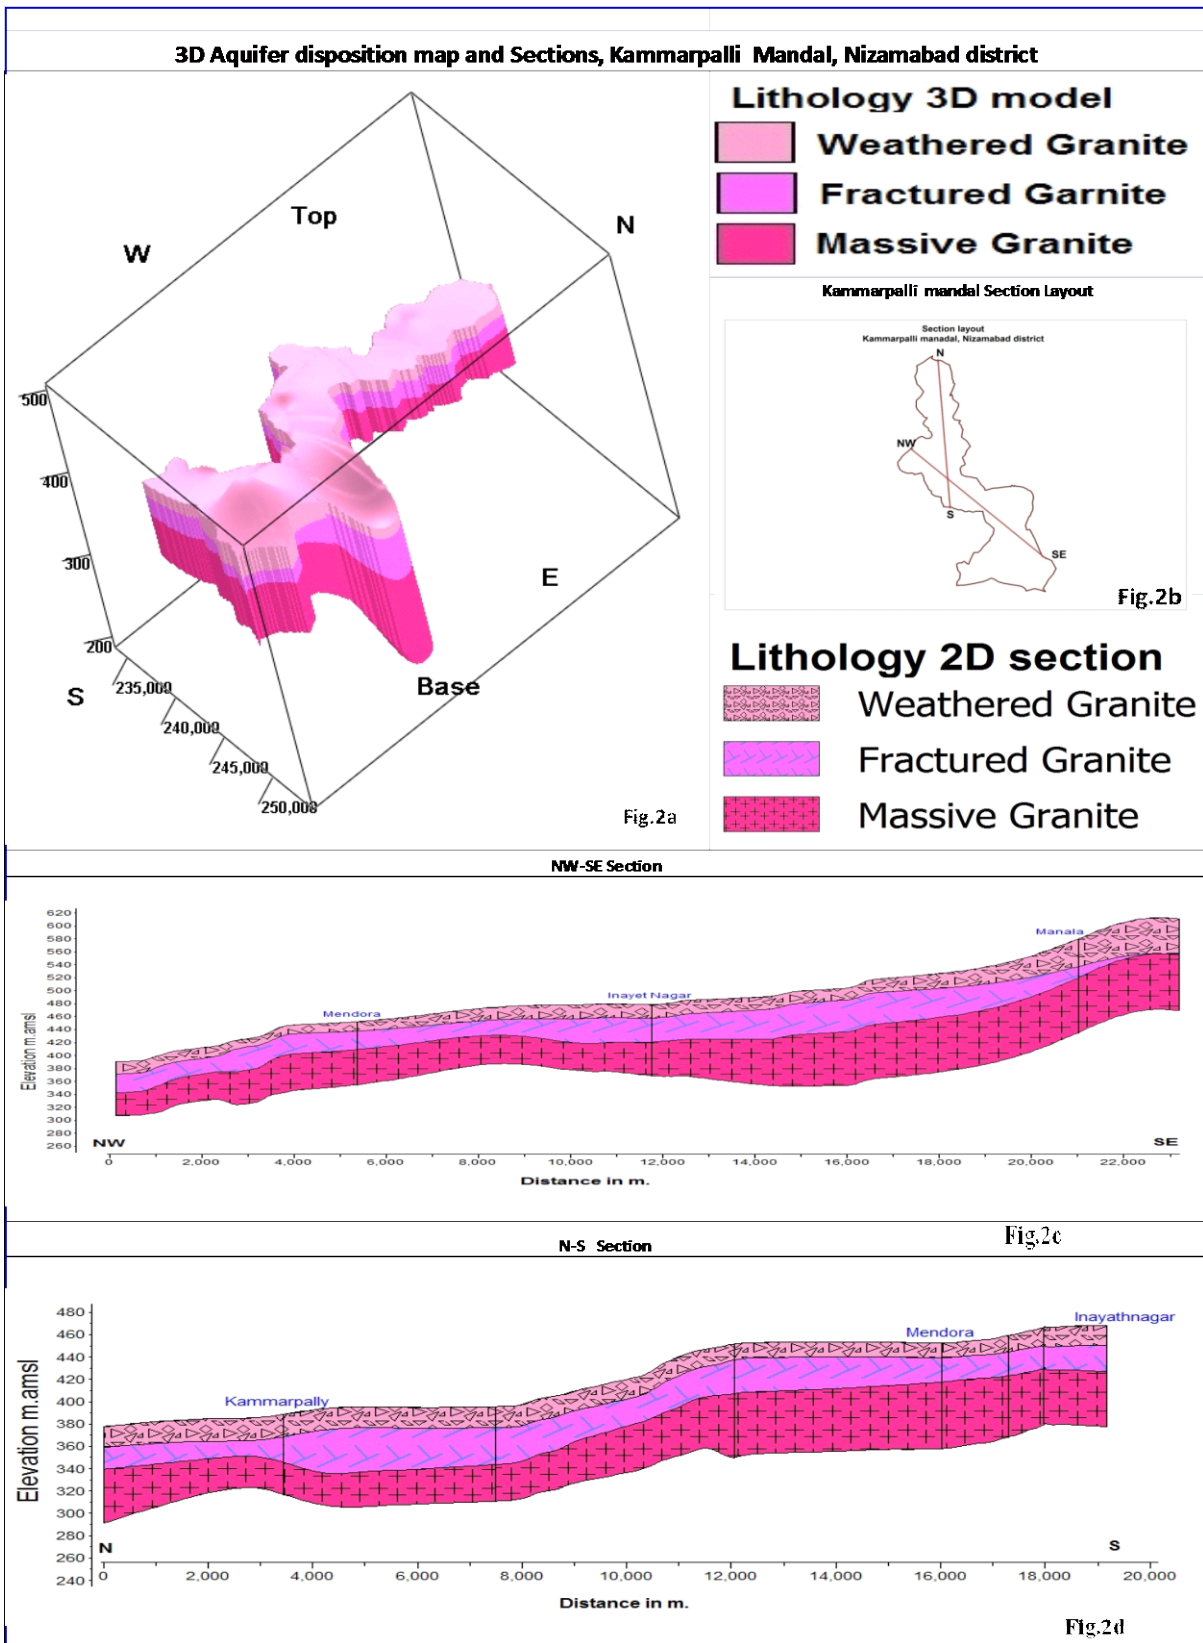 3D Aquifer disposition map and Sections, Kammarpalli Mandal, Nizamabad district
Top
W
N
500
400
300
200
S
E
Base
235,000
240,000
245,000
250,000
Fig.2a
Lithology 3D model
Weathered Granite
Fractured Garnite
Massive Granite
Kammarpalli mandal Section Layout
Section layout
Kammarpalli manadal, Nizamabad district
N
NW
S
SE
Fig.2b
Lithology 2D section
Weathered Granite
Fractured Granite
Massive Granite
NW-SE Section
Elevation m.amsl
620
600
580
560
540
520
500
480
460
440
420
400
380
360
340
320
300
280
260
Mendora
Inayet Nagar
Manala
NW
SE
0 2,000 4,000 6,000 8,000 10,000 12,000 14,000 16,000 18,000 20,000 22,000
Distance in m.
Fig.2c
N-S Section
Elevation m.amsl
480
460
440
420
400
380
360
340
320
300
280
260
240
Kammarpally
Mendora
Inayathnagar
N
S
0 2,000 4,000 6,000 8,000 10,000 12,000 14,000 16,000 18,000 20,000
Distance in m.
Fig.2d